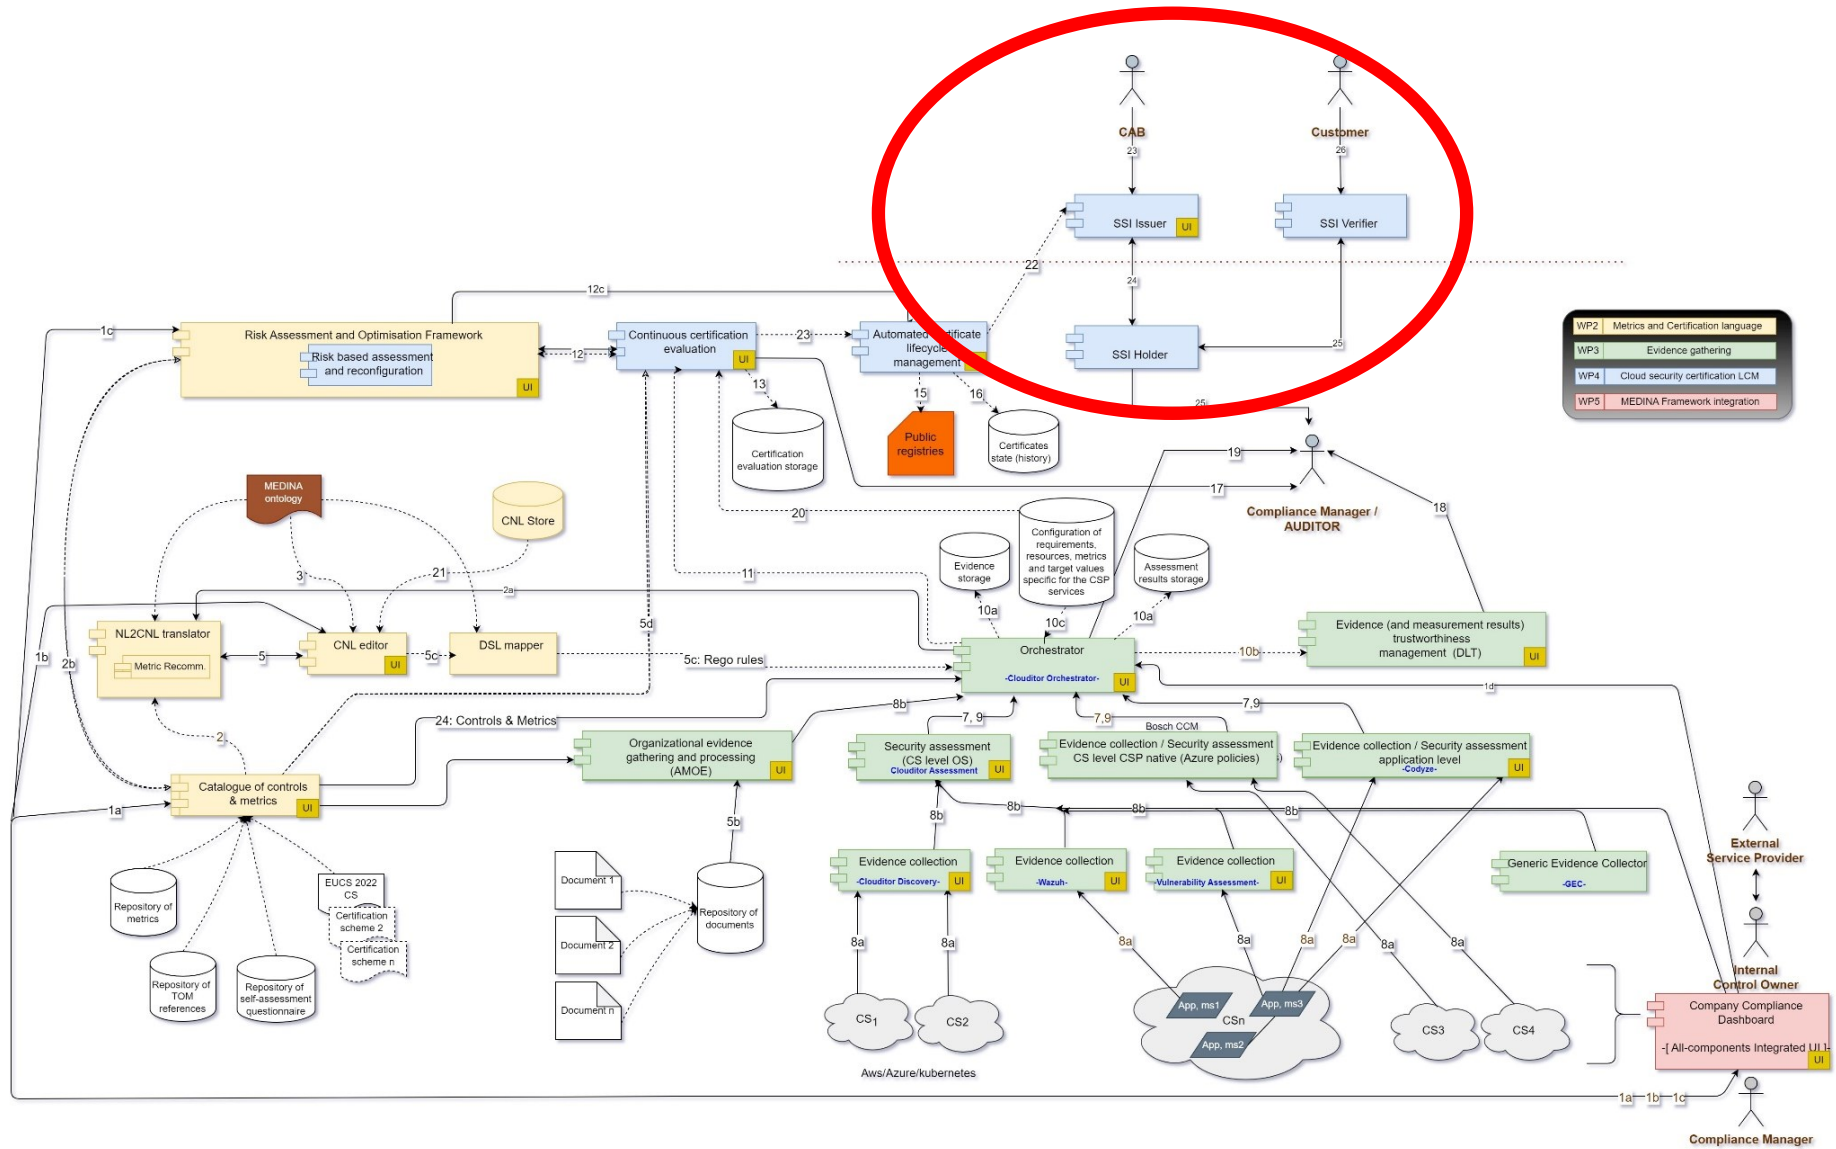 CAB
Customer
23
26
SSI Issuer
UI
SSI Verifier
22
24
12c
25
SSI Holder
25
1c
Risk Assessment and Optimisation Framework
Risk based assessment
and reconfiguration
UI
12
Continuous certification
evaluation
UI
23
Automated certificate
lifecycle
management
UI
WP2 Metrics and Certification language
WP3 Evidence gathering
WP4 Cloud security certification LCM
WP5 MEDINA Framework integration
13
15
16
Certification
evaluation storage
Public
registries
Certificates
state (history)
19
17
18
Compliance Manager /
AUDITOR
MEDINA
ontology
CNL Store
20
Configuration of
requirements,
resources, metrics
and target values
specific for the CSP
services
Evidence
storage
Assessment
results storage
3
21
11
2a
10a
10c
10a
NL2CNL translator
Metric Recomm.
5
CNL editor
UI
5c
DSL mapper
5d
5c: Rego rules
Orchestrator
-Clouditor Orchestrator-
UI
10b
Evidence (and measurement results)
trustworthiness
management (DLT)
UI
1b
2b
1d
2
24: Controls & Metrics
8b
7, 9
7,9
7,9
Bosch CCM
Organizational evidence
gathering and processing
(AMOE)
UI
Security assessment
(CS level OS)
Clouditor Assessment
UI
Evidence collection / Security assessment
CS level CSP native (Azure policies)
Evidence collection / Security assessment
application level
-Codyze-
UI
Catalogue of controls
& metrics
UI
1a
5b
8b
8b
8b
8b
External
Service Provider
Evidence collection
-Clouditor Discovery-
UI
Evidence collection
-Wazuh-
UI
Evidence collection
-Vulnerability Assessment-
UI
Generic Evidence Collector
-GEC-
Repository of
metrics
EUCS 2022
CS
Certification
scheme 2
Certification
scheme n
Document 1
Document 2
Document n
Repository of
documents
8a
8a
8a
8a
8a
8a
8a
8a
Repository of
TOM
references
Repository of
self-assessment
questionnaire
Internal
Control Owner
CS1
CS2
App, ms1
App, ms3
CSn
App, ms2
CS3
CS4
Company Compliance
Dashboard
-[ All-components Integrated UI ]-
UI
Aws/Azure/kubernetes
1a 1b 1c
Compliance Manager